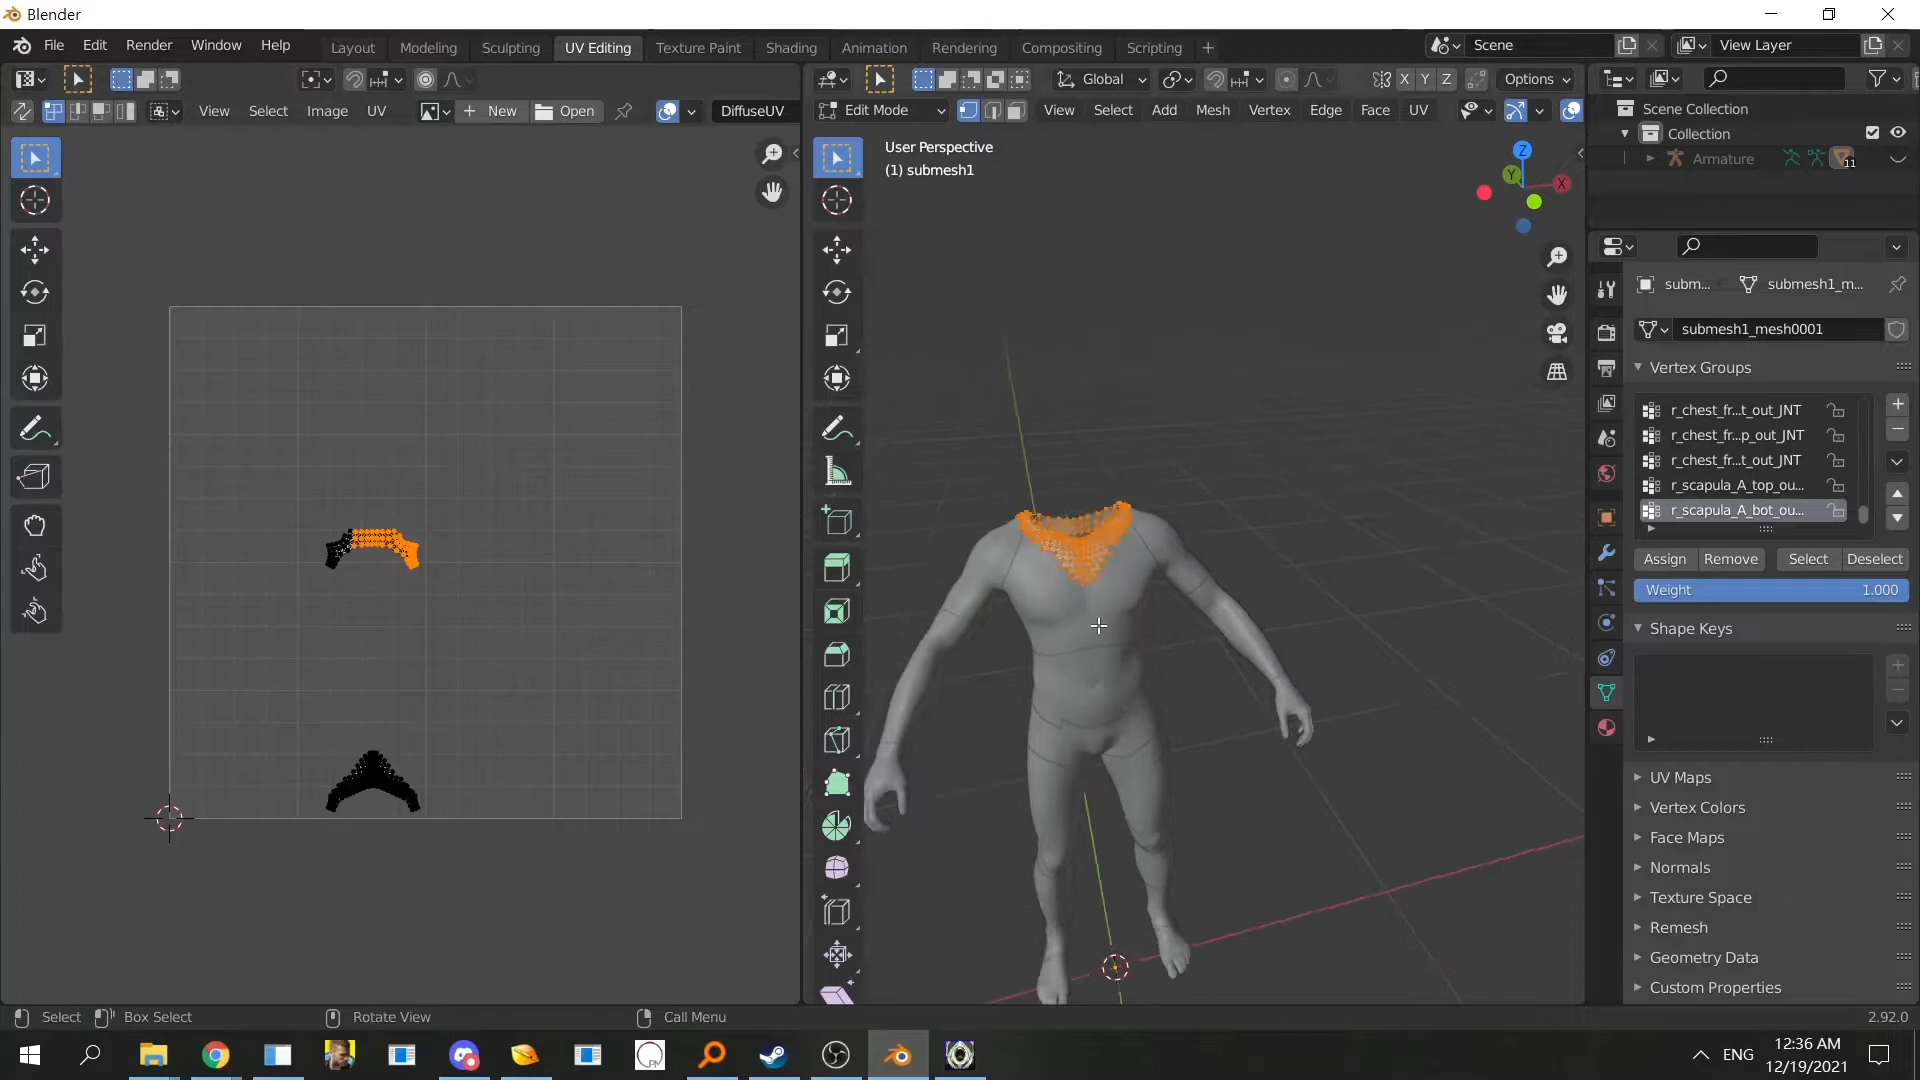 Blender
File Edit Render Window Help Layout Modeling Sculpting UV Editing Texture Paint Shading Animation Rendering Compositing Scripting + Scene View Layer
Global X Y Z Options
View Select Image UV + New Open DiffuseUV
Edit Mode View Select Add Mesh Vertex Edge Face UV
Scene Collection
Collection
Armature 11
User Perspective
(1) submesh1
Z
Y X
subm... submesh1_m...
submesh1_mesh0001
Vertex Groups
r_chest_fr...t_out_JNT
r_chest_fr...p_out_JNT
r_chest_fr...t_out_JNT
r_scapula_A_top_ou...
r_scapula_A_bot_ou...
Assign Remove Select Deselect
Weight 1.000
Shape Keys
UV Maps
Vertex Colors
Face Maps
Normals
Texture Space
Remesh
Geometry Data
Custom Properties
Select Box Select Rotate View Call Menu 2.92.0
ENG
12:36 AM
12/19/2021